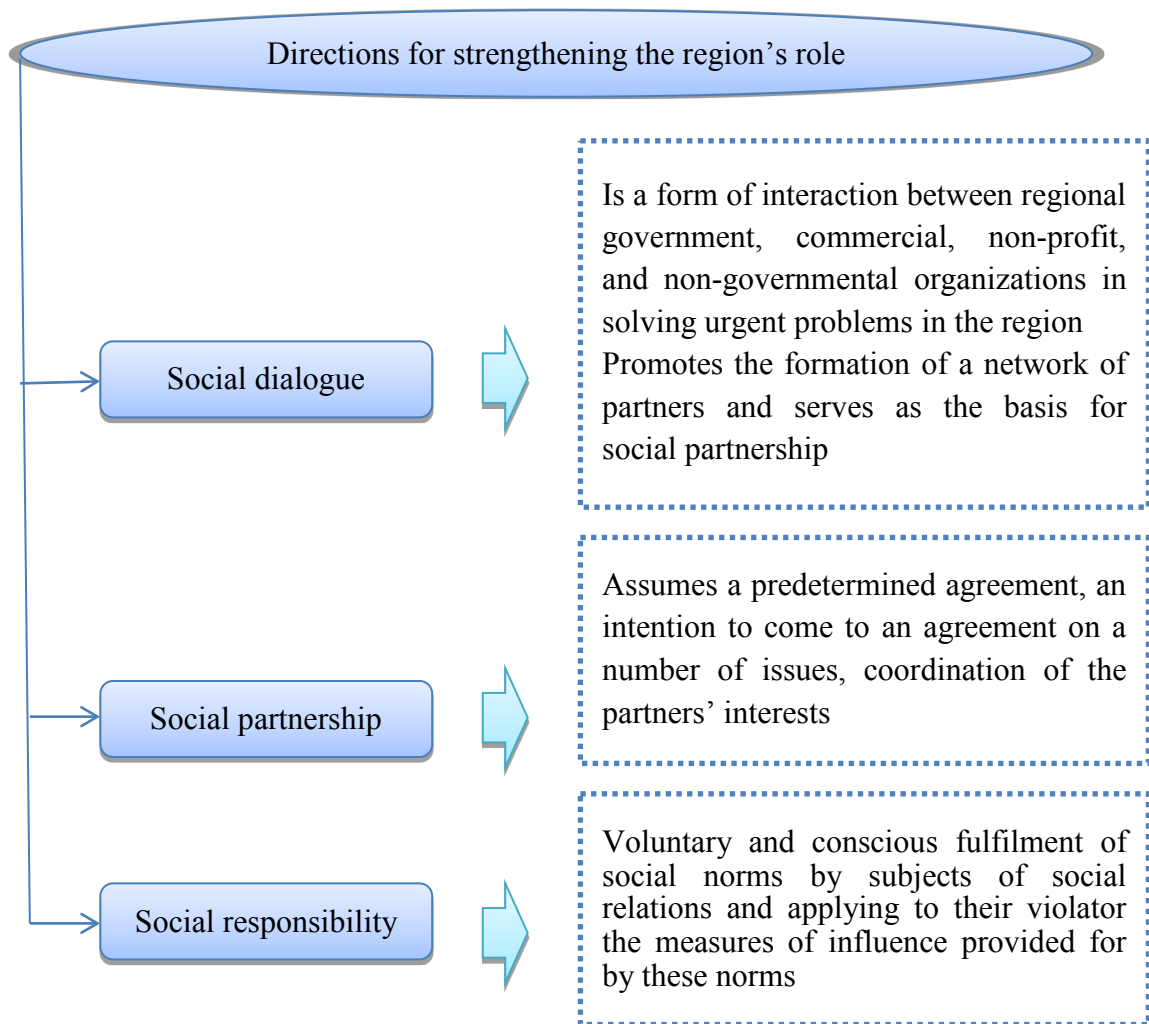 Directions for strengthening the region’s role
Social dialogue
Is a form of interaction between regional
government, commercial, non-profit,
and non-governmental organizations in
solving urgent problems in the region
Promotes the formation of a network of
partners and serves as the basis for
social partnership
Social partnership
Assumes a predetermined agreement, an
intention to come to an agreement on a
number of issues, coordination of the
partners’ interests
Social responsibility
Voluntary and conscious fulfilment of
social norms by subjects of social
relations and applying to their violator
the measures of influence provided for
by these norms